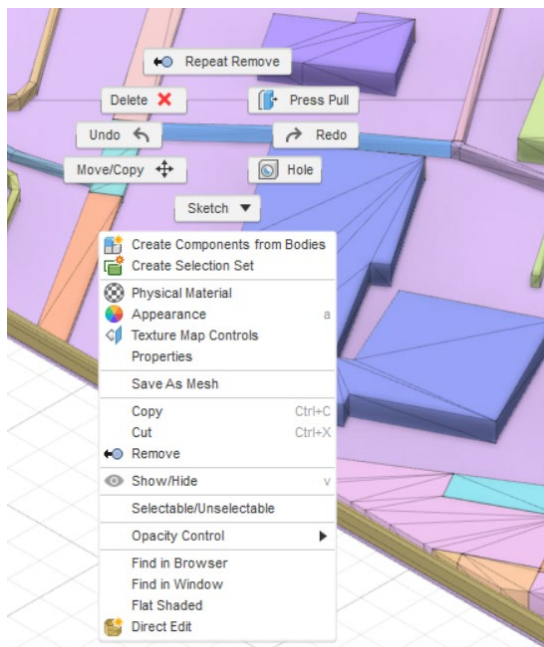 Repeat Remove
Delete
Press Pull
Undo
Redo
Move/Copy
Hole
Sketch
Create Components from Bodies
Create Selection Set
Physical Material
Appearance a
Texture Map Controls
Properties
Save As Mesh
Copy Ctrl+C
Cut Ctrl+X
Remove
Show/Hide v
Selectable/Unselectable
Opacity Control
Find in Browser
Find in Window
Flat Shaded
Direct Edit